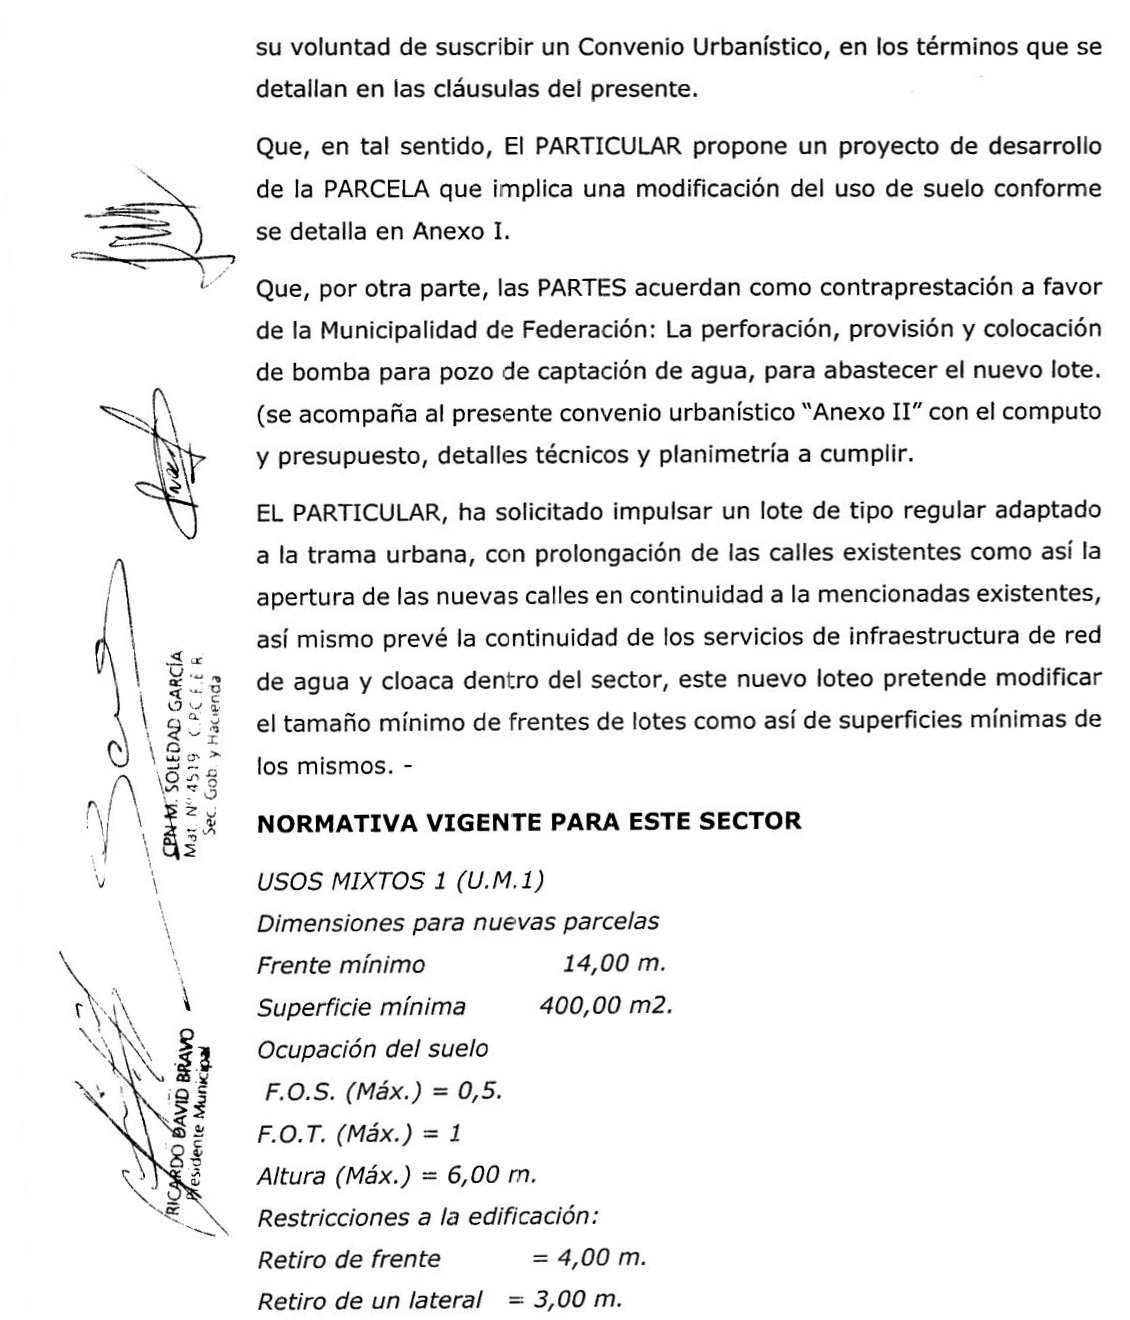 su voluntad de suscribir un Convenio Urbanístico, en los términos que se
detallan en las cláusulas del presente.
Que, en tal sentido, El PARTICULAR propone un proyecto de desarrollo
de la PARCELA que implica una modificación del uso de suelo conforme
se detalla en Anexo I.
Que, por otra parte, las PARTES acuerdan como contraprestación a favor
de la Municipalidad de Federación: La perforación, provisión y colocación
de bomba para pozo de captación de agua, para abastecer el nuevo lote.
(se acompaña al presente convenio urbanístico "Anexo II" con el computo
y presupuesto, detalles técnicos y planimetría a cumplir.
EL PARTICULAR, ha solicitado impulsar un lote de tipo regular adaptado
a la trama urbana, con prolongación de las calles existentes como así la
apertura de las nuevas calles en continuidad a la mencionadas existentes,
así mismo prevé la continuidad de los servicios de infraestructura de red
de agua y cloaca dentro del sector, este nuevo loteo pretende modificar
el tamaño mínimo de frentes de lotes como así de superficies mínimas de
los mismos. -
NORMATIVA VIGENTE PARA ESTE SECTOR
USOS MIXTOS 1 (U.M.1)
Dimensiones para nuevas parcelas
Frente mínimo 14,00 m.
Superficie mínima 400,00 m2.
Ocupación del suelo
F.O.S. (Máx.) = 0,5.
F.O.T. (Máx.) = 1
Altura (Máx.) = 6,00 m.
Restricciones a la edificación:
Retiro de frente = 4,00 m.
Retiro de un lateral = 3,00 m.
CPN M. SOLEDAD GARCÍA
Mat. Nº 4519 C.P.C.E.E.R.
Sec. Gob. y Hacienda
RICARDO DAVID BRAVO
Presidente Municipal